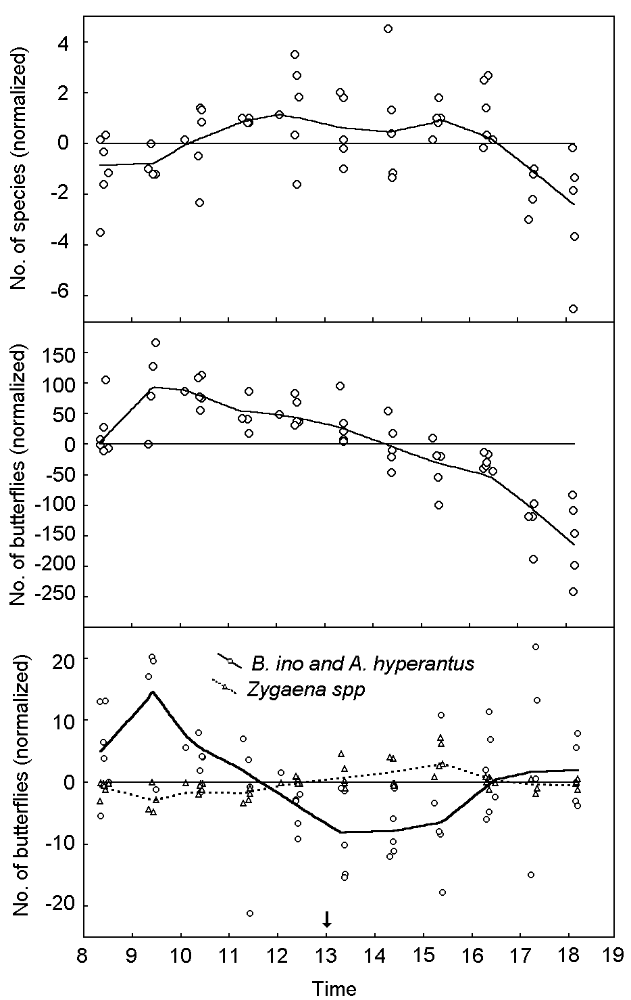 No. of species (normalized)
4
2
0
-2
-4
-6
No. of butterflies (normalized)
150
100
50
0
-50
-100
-150
-200
-250
No. of butterflies (normalized)
B. ino and A. hyperantus
Zygaena spp
20
10
0
-10
-20
8 9 10 11 12 13 14 15 16 17 18 19
Time